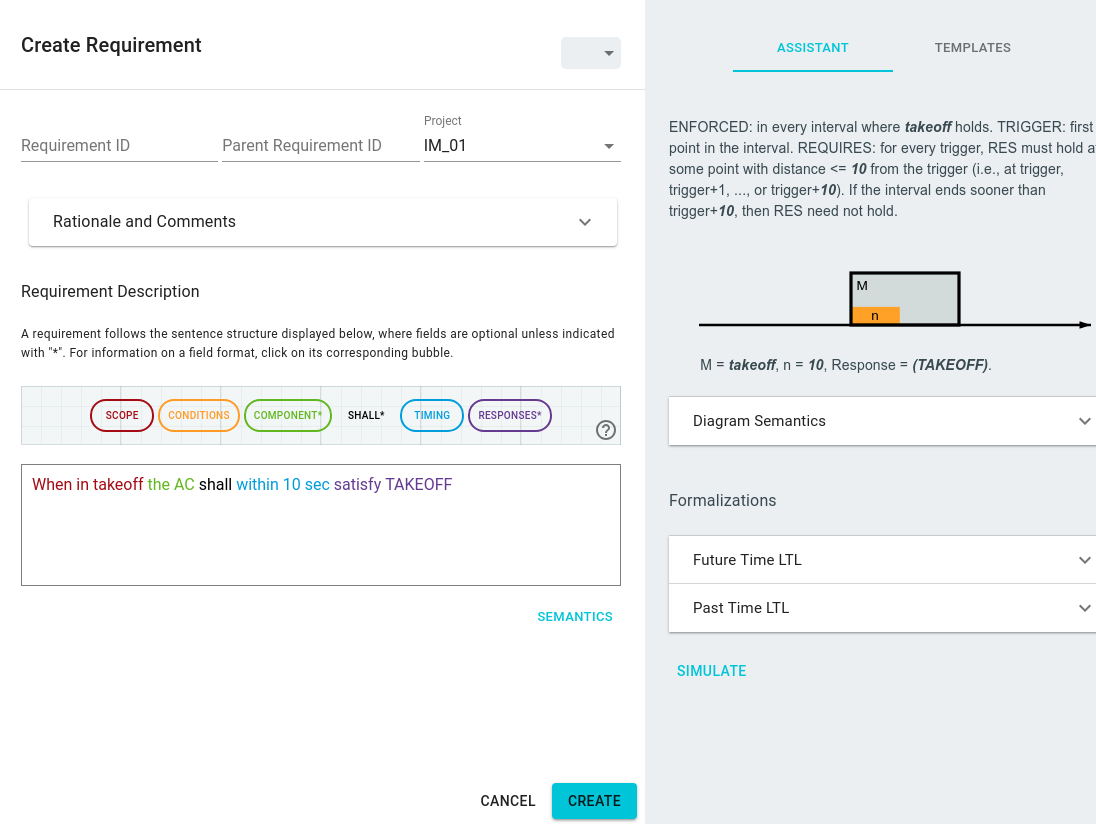 Create Requirement
Requirement ID
Parent Requirement ID
Project
IM_01
Rationale and Comments
Requirement Description
A requirement follows the sentence structure displayed below, where fields are optional unless indicated
with "*". For information on a field format, click on its corresponding bubble.
SCOPE CONDITIONS COMPONENT* SHALL* TIMING RESPONSES*
?
When in takeoff the AC shall within 10 sec satisfy TAKEOFF
SEMANTICS
CANCEL CREATE
ASSISTANT TEMPLATES
ENFORCED: in every interval where takeoff holds. TRIGGER: first
point in the interval. REQUIRES: for every trigger, RES must hold at
some point with distance <= 10 from the trigger (i.e., at trigger,
trigger+1, ..., or trigger+10). If the interval ends sooner than
trigger+10, then RES need not hold.
M
n
M = takeoff, n = 10, Response = (TAKEOFF).
Diagram Semantics
Formalizations
Future Time LTL
Past Time LTL
SIMULATE